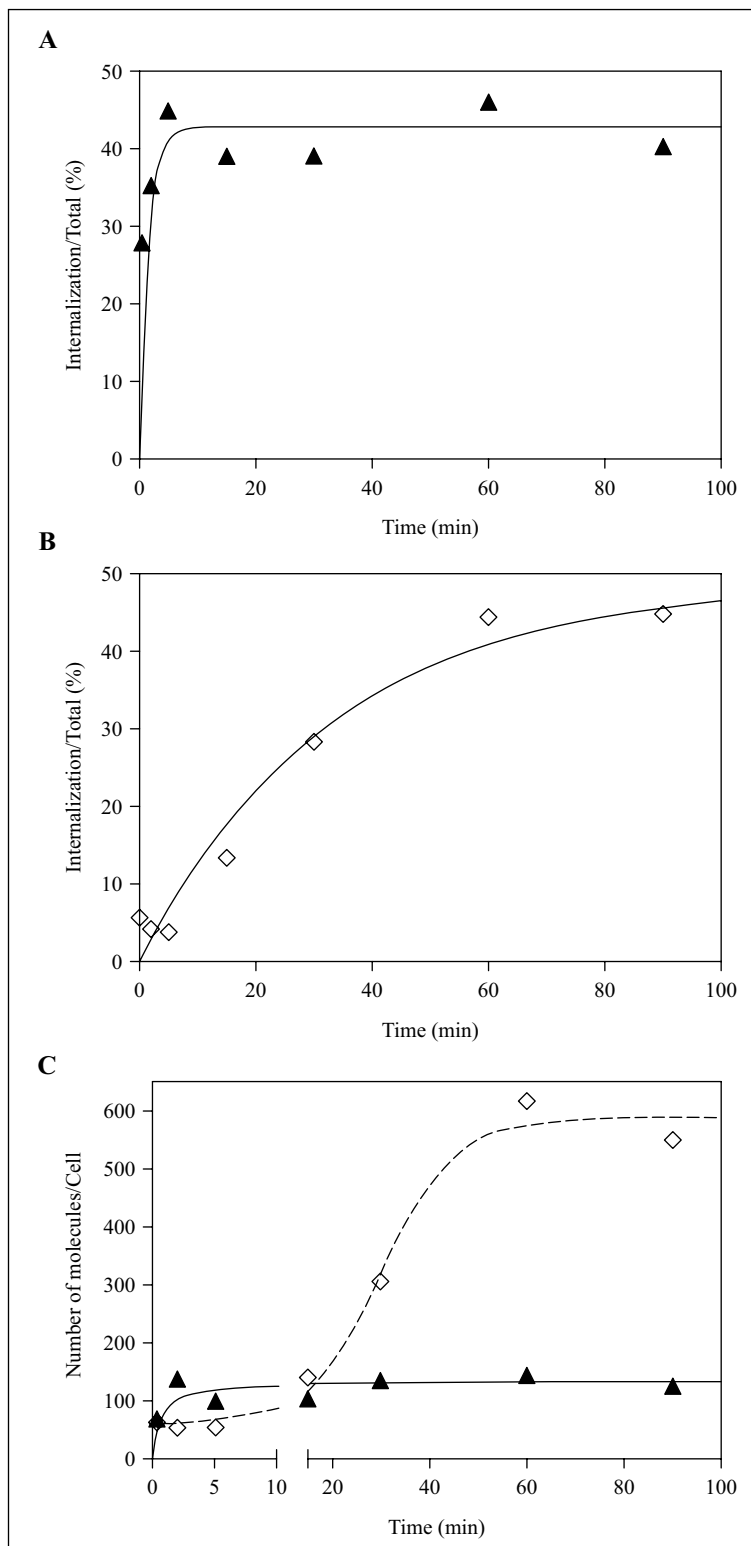 A
50
40
30
20
10
0
Internalization/Total (%)
0 20 40 60 80 100
Time (min)
B
50
40
30
20
10
0
Internalization/Total (%)
0 20 40 60 80 100
Time (min)
C
600
500
400
300
200
100
0
Number of molecules/Cell
0 5 10 20 40 60 80 100
Time (min)